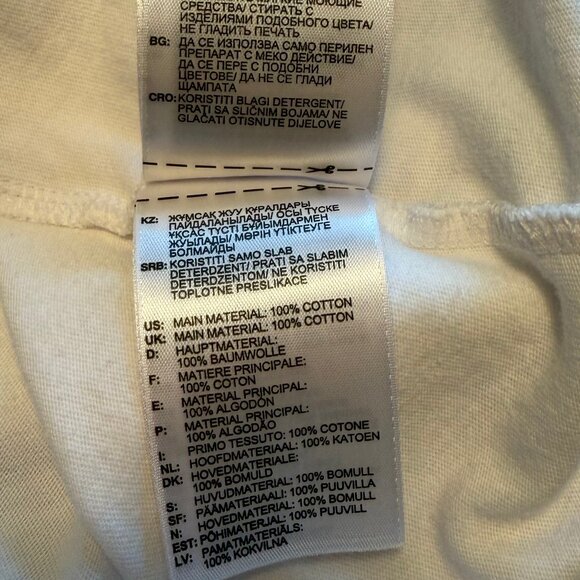 СРЕДСТВА/ СТИРАТЬ С
ИЗДЕЛИЯМИ ПОДОБНОГО ЦВЕТА/
НЕ ГЛАДИТЬ ПЕЧАТЬ
BG: ДА СЕ ИЗПОЛЗВА САМО ПЕРИЛЕН
ПРЕПАРАТ С МЕКО ДЕЙСТВИЕ/
ДА СЕ ПЕРЕ С ПОДОБНИ
ЦВЕТОВЕ/ ДА НЕ СЕ ГЛАДИ
ЩАМПАТА
CRO: KORISTITI BLAGI DETERGENT/
PRATI SA SLIČNIM BOJAMA/ NE
GLAČATI OTISNUTE DIJELOVE
KZ: ЖҰМСАҚ ЖУУ ҚҰРАЛДАРЫ
ПАЙДАЛАНЫЛАДЫ/ ОСЫ ТҮСКЕ
ҰҚСАС ТҮСТІ БҰЙЫМДАРМЕН
ЖУЫЛАДЫ/ МӨРІН ҮТІКТЕУГЕ
БОЛМАЙДЫ
SRB: KORISTITI SAMO SLAB
DETERDZENT/ PRATI SA SLABIM
DETERDZENTOM/ NE KORISTITI
TOPLOTNE PRESLIKACE
US: MAIN MATERIAL: 100% COTTON
UK: MAIN MATERIAL: 100% COTTON
D: HAUPTMATERIAL:
100% BAUMWOLLE
F: MATIERE PRINCIPALE:
100% COTON
E: MATERIAL PRINCIPAL:
100% ALGODÓN
P: MATERIAL PRINCIPAL:
100% ALGODÃO
I: PRIMO TESSUTO: 100% COTONE
NL: HOOFDMATERIAAL: 100% KATOEN
DK: HOVEDMATERIALE:
100% BOMULD
S: HUVUDMATERIAL: 100% BOMULL
SF: PÄÄMATERIAALI: 100% PUUVILLA
N: HOVEDMATERIAL: 100% BOMULL
EST: PÕHIMATERJAL: 100% PUUVILL
LV: PAMATMATERIĀLS:
100% KOKVILNA